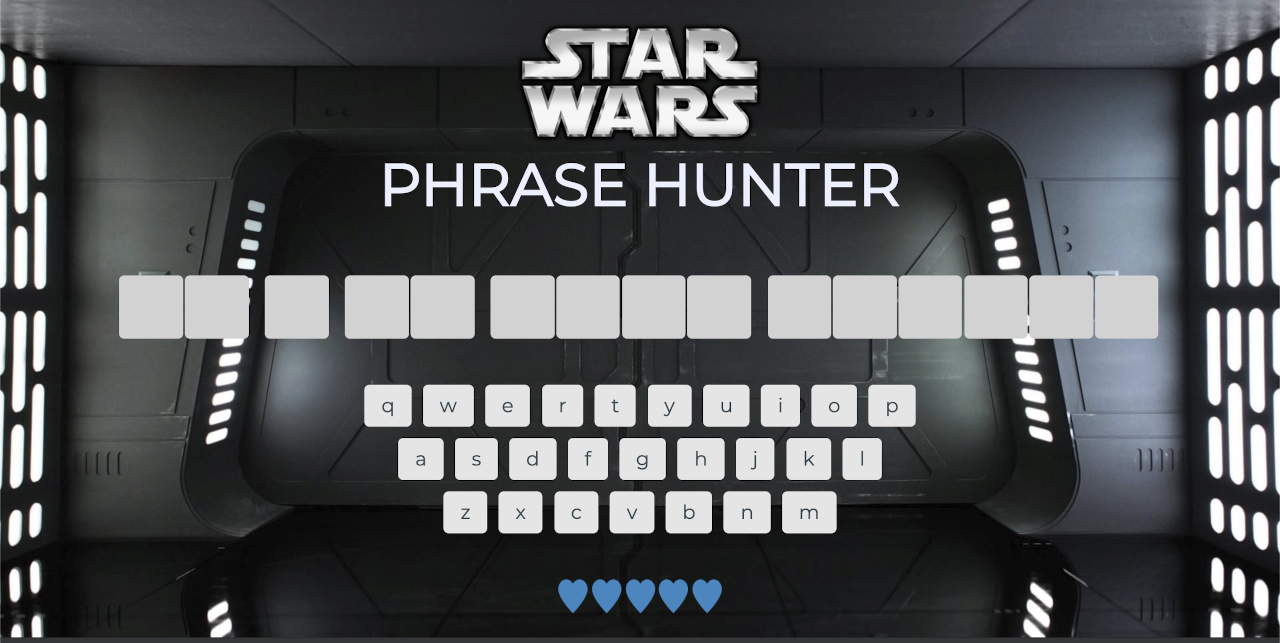 STAR
WARS
PHRASE HUNTER
q w e r t y u i o p
a s d f g h j k l
z x c v b n m